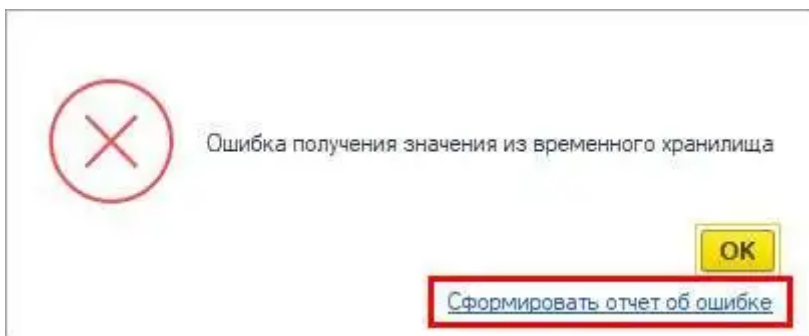 Ошибка получения значения из временного хранилища
OK
Сформировать отчет об ошибке